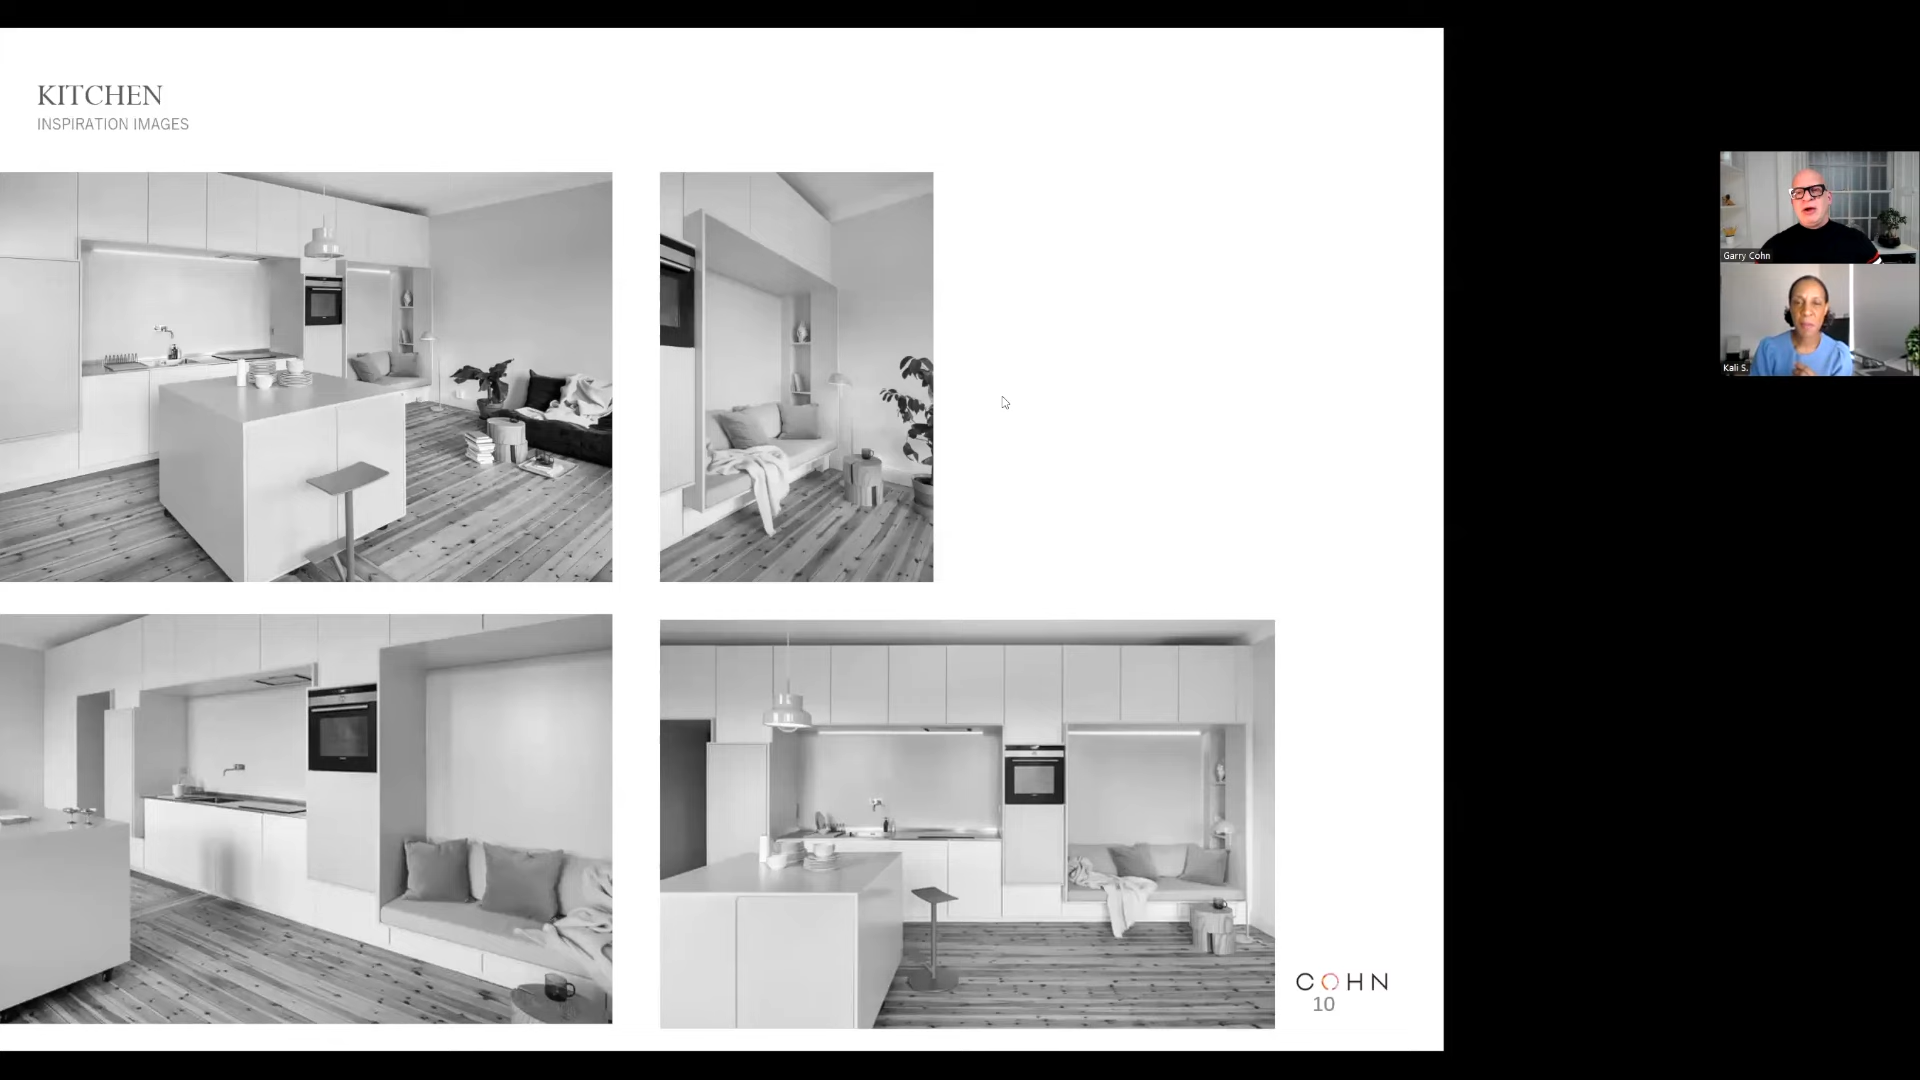 KITCHEN
INSPIRATION IMAGES
Garry Cohn
Kali S.
COHN
10